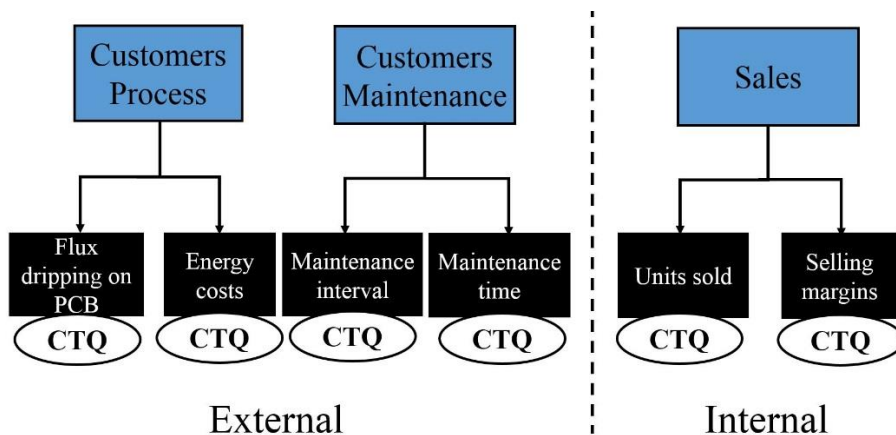 Customers
Process
Customers
Maintenance
Sales
Flux
dripping on
PCB
Energy
costs
Maintenance
interval
Maintenance
time
Units sold
Selling
margins
CTQ
CTQ
CTQ
CTQ
CTQ
CTQ
External
Internal